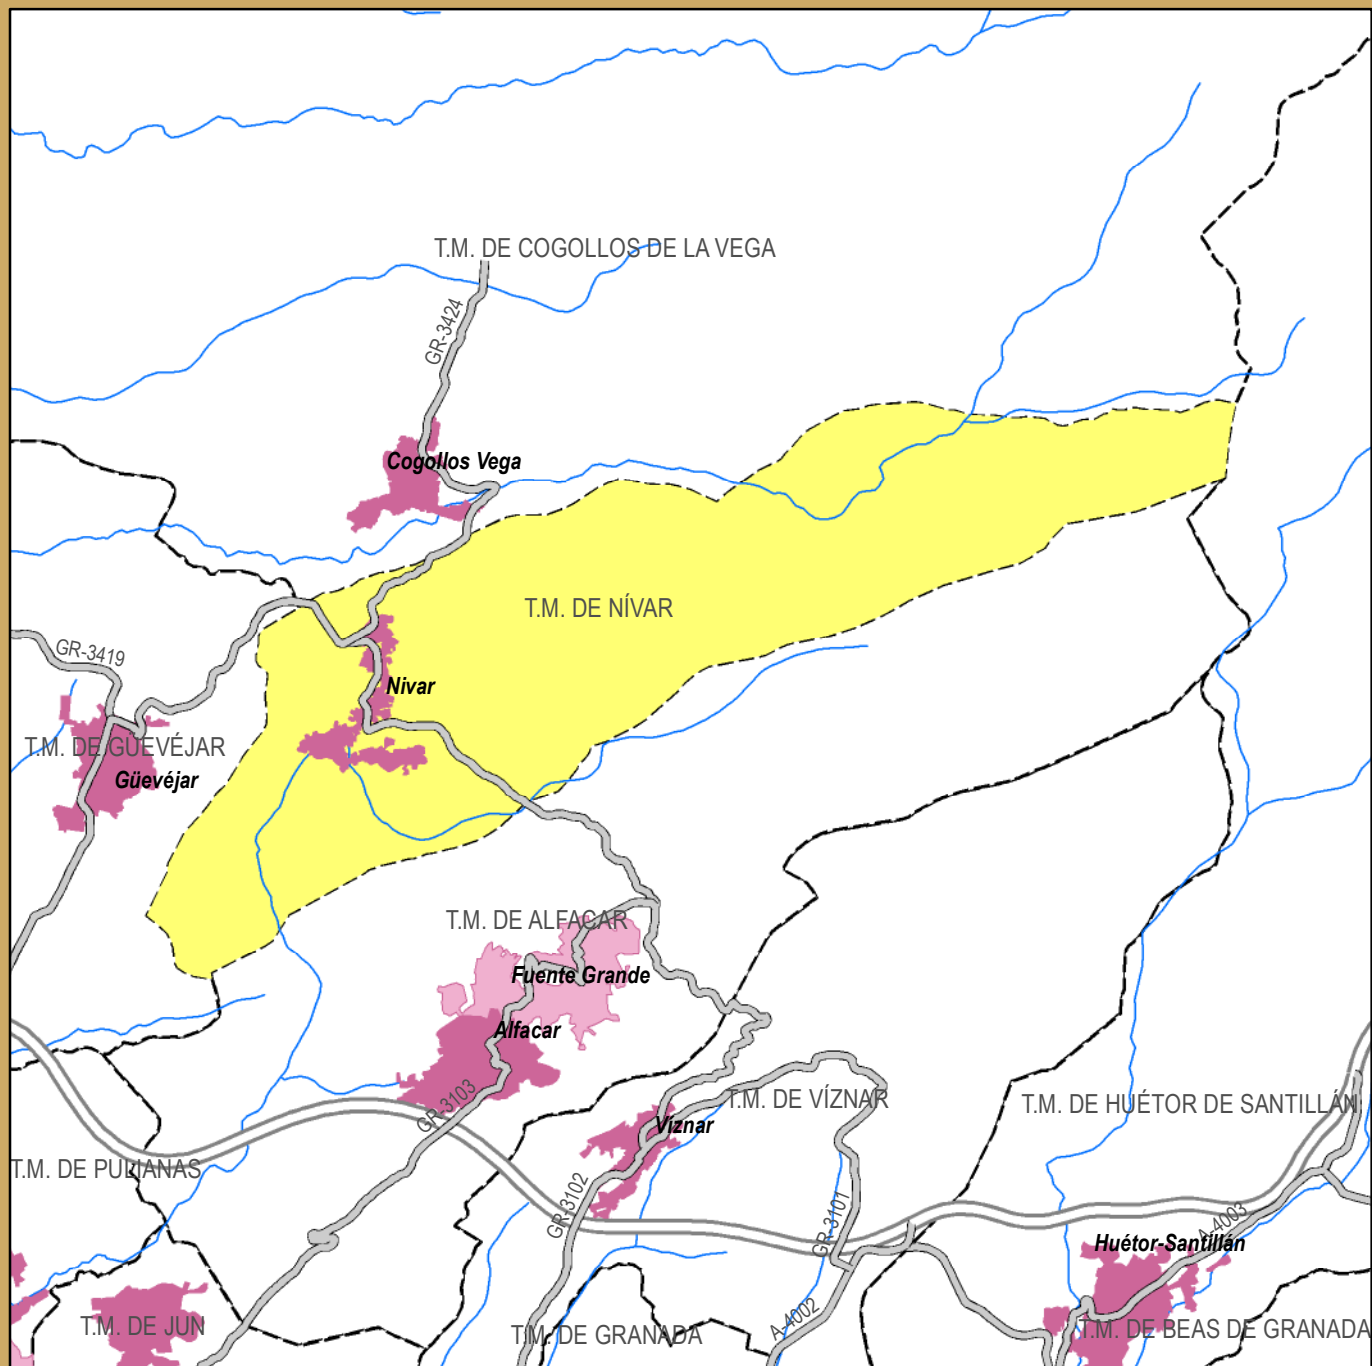 T.M. DE COGOLLOS DE LA VEGA
GR-3424
Cogollos Vega
T.M. DE NÍVAR
GR-3419
Nivar
T.M. DE GÜEVÉJAR
Güevéjar
T.M. DE ALFACAR
Fuente Grande
Alfacar
GR-3103
T.M. DE VÍZNAR
T.M. DE HUÉTOR DE SANTILLÁN
Víznar
T.M. DE PULIANAS
GR-3102
GR-3101
A-4003
Huétor-Santillán
A-4002
T.M. DE JUN
T.M. DE GRANADA
T.M. DE BEAS DE GRANADA